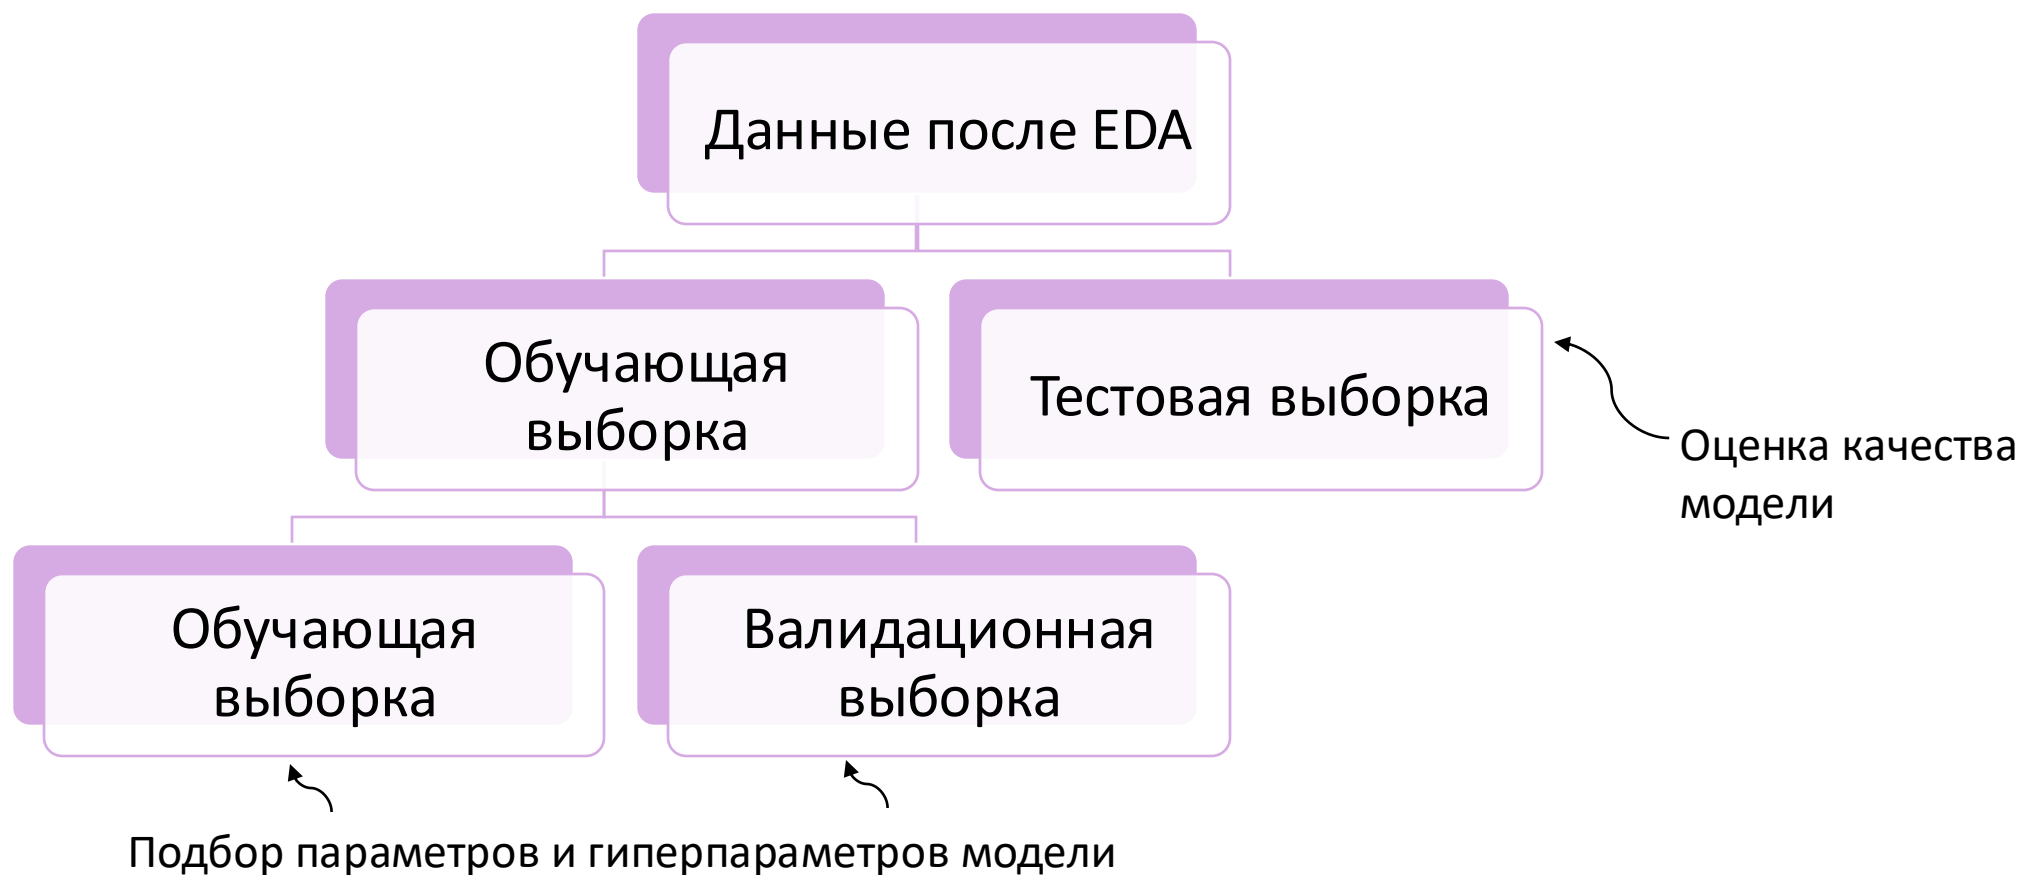 Данные после EDA
Обучающая
выборка
Тестовая выборка
Оценка качества
модели
Обучающая
выборка
Валидационная
выборка
Подбор параметров и гиперпараметров модели